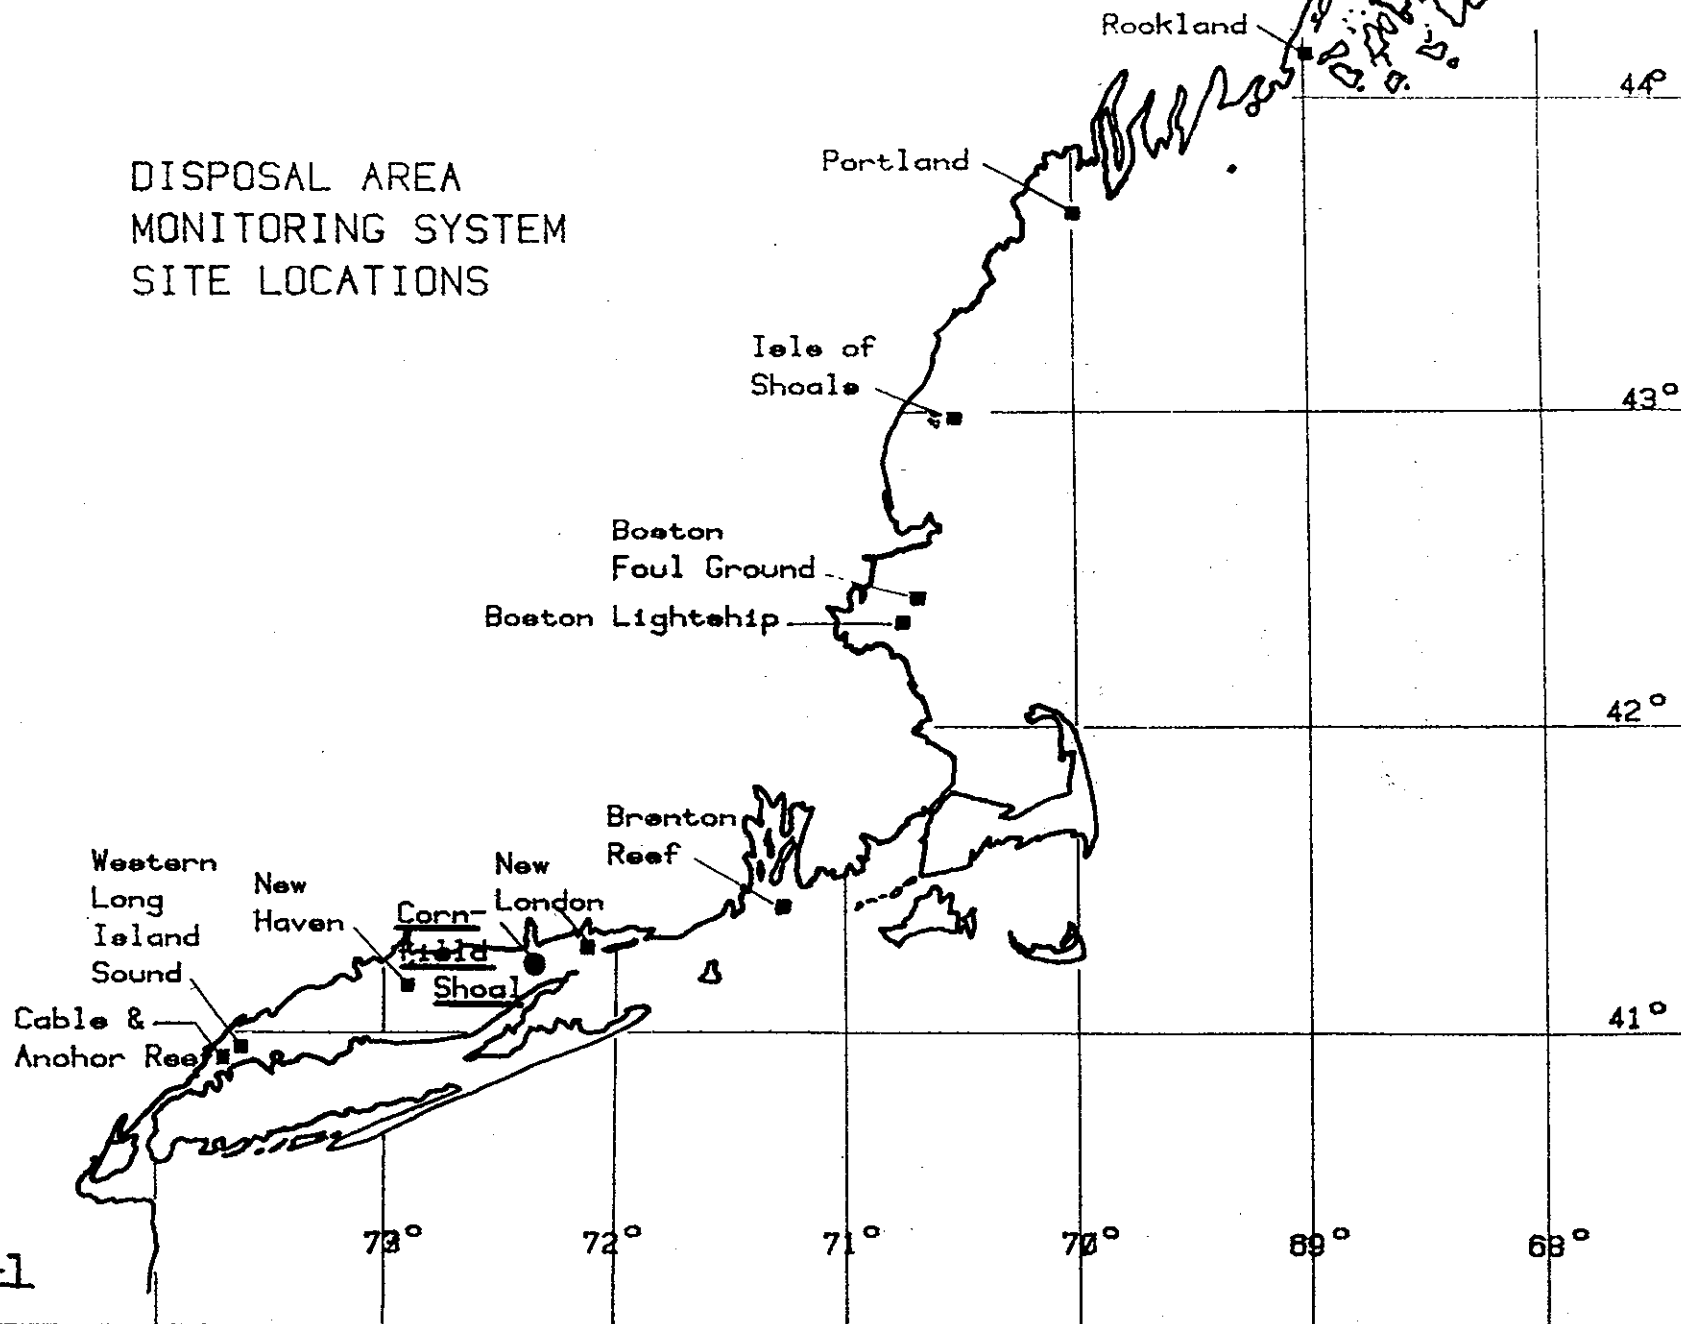 Rockland
44°
Portland
DISPOSAL AREA
MONITORING SYSTEM
SITE LOCATIONS
Isle of
Shoals
43°
Boston
Foul Ground
Boston Lightship
42°
Brenton
Reef
Western
Long
Island
Sound
New
Haven
New
London
Corn-
field
Shoal
Cable &
Anchor Reef
41°
73°
72°
71°
70°
69°
68°